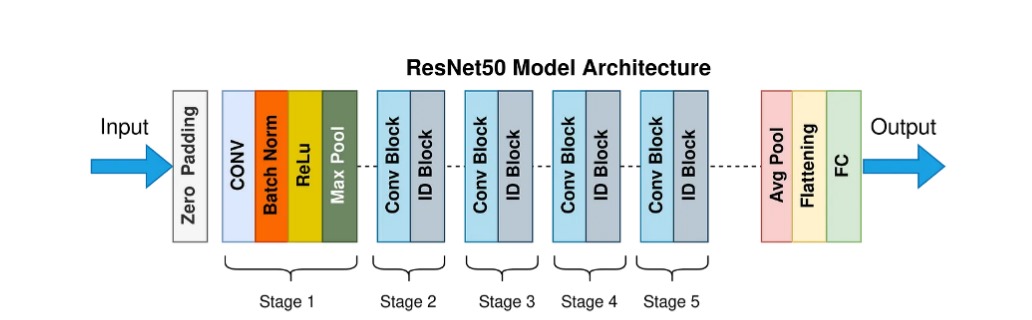 ResNet50 Model Architecture
Input
Zero Padding
CONV
Batch Norm
ReLu
Max Pool
Conv Block
ID Block
Conv Block
ID Block
Conv Block
ID Block
Conv Block
ID Block
Avg Pool
Flattening
FC
Output
Stage 1
Stage 2
Stage 3
Stage 4
Stage 5